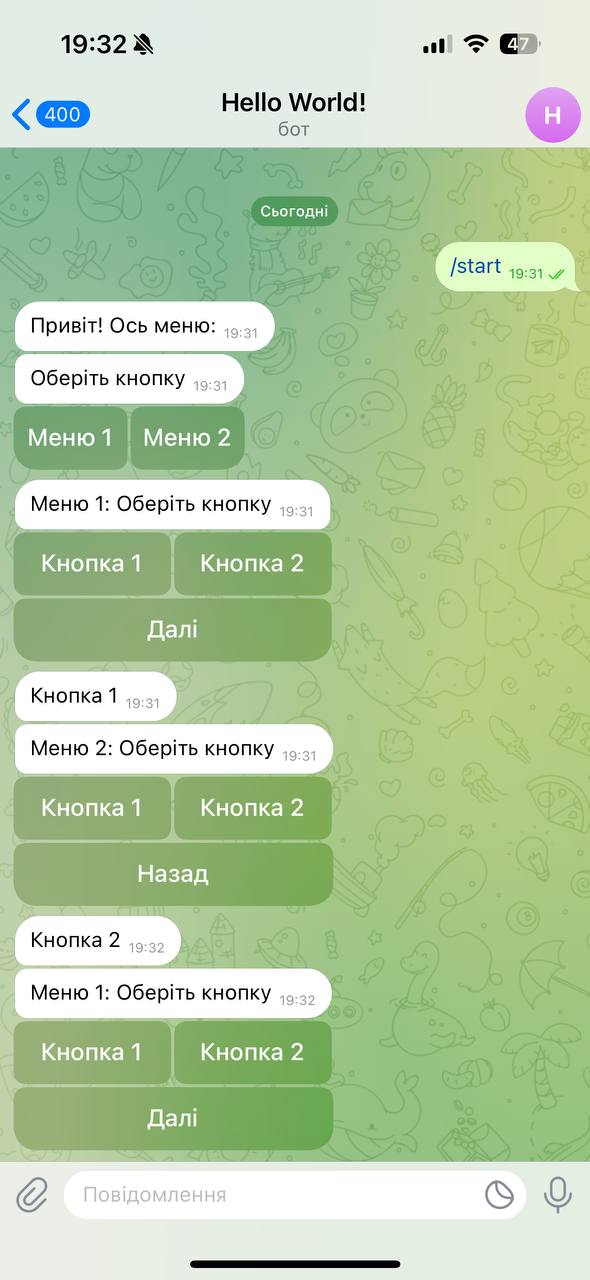 19:32
47
400
Hello World!
бот
H
Сьогодні
/start 19:31
Привіт! Ось меню: 19:31
Оберіть кнопку 19:31
Меню 1 Меню 2
Меню 1: Оберіть кнопку 19:31
Кнопка 1 Кнопка 2
Далі
Кнопка 1 19:31
Меню 2: Оберіть кнопку 19:31
Кнопка 1 Кнопка 2
Назад
Кнопка 2 19:32
Меню 1: Оберіть кнопку 19:32
Кнопка 1 Кнопка 2
Далі
Повідомлення